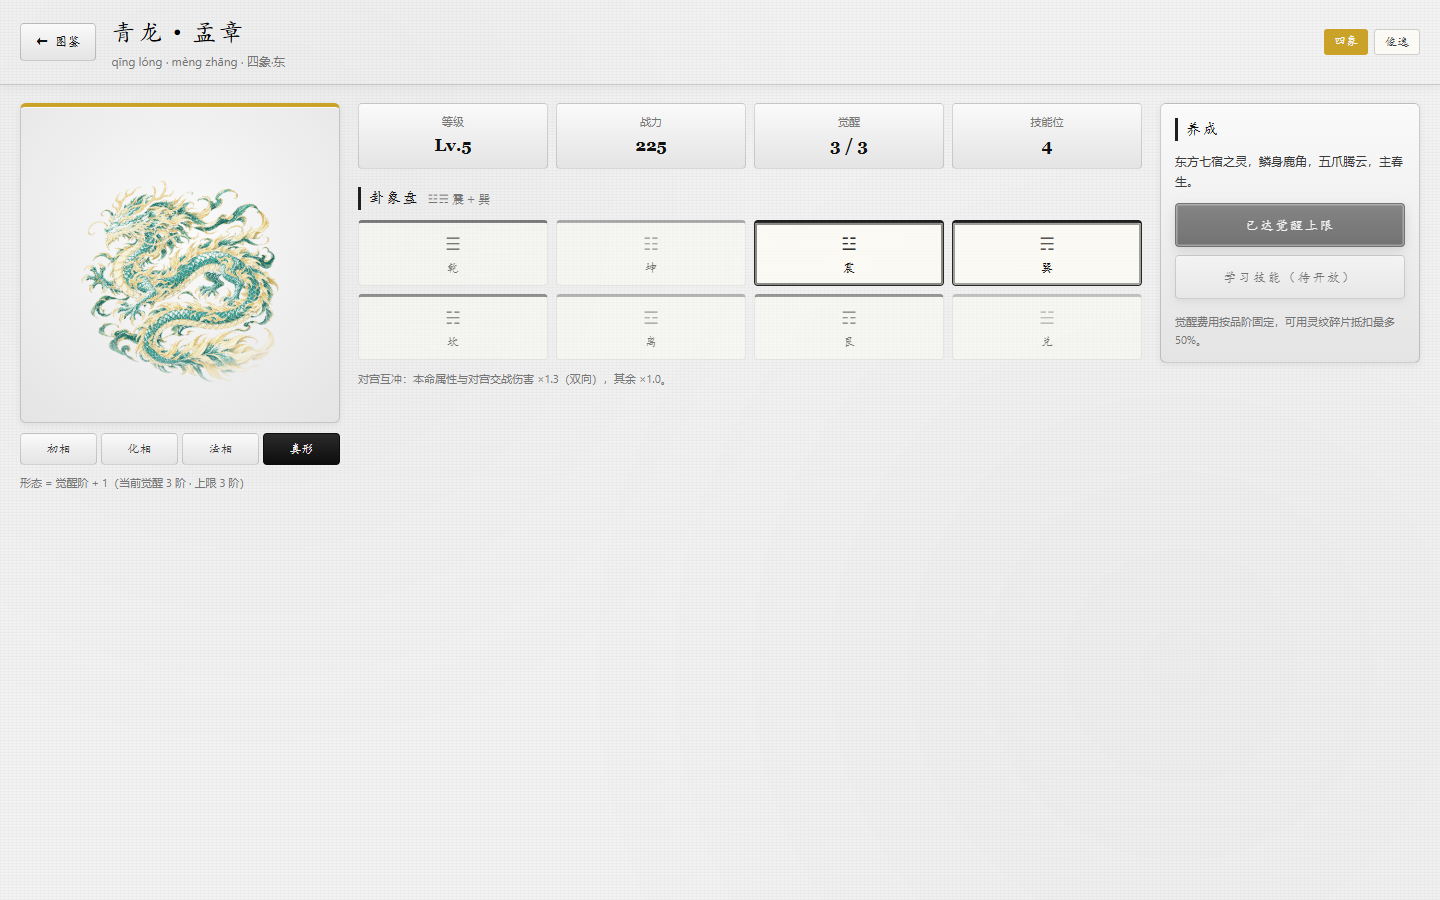 ← 图鉴
青龙·孟章
qīng lóng · mèng zhāng · 四象·东
四象
候选
等级
Lv.5
战力
225
觉醒
3 / 3
技能位
4
养成
东方七宿之灵，鳞身鹿角，五爪腾云，主春
生。
已达觉醒上限
学习技能（待开放）
觉醒费用按品阶固定，可用灵纹碎片抵扣最多
50%。
卦象盘 ☳☴ 震 + 巽
☰
乾
☷
坤
☳
震
☴
巽
☵
坎
☲
离
☶
艮
☱
兑
对宫互冲：本命属性与对宫交战伤害 ×1.3（双向），其余 ×1.0。
初相
化相
法相
真形
形态 = 觉醒阶 + 1（当前觉醒 3 阶 · 上限 3 阶）